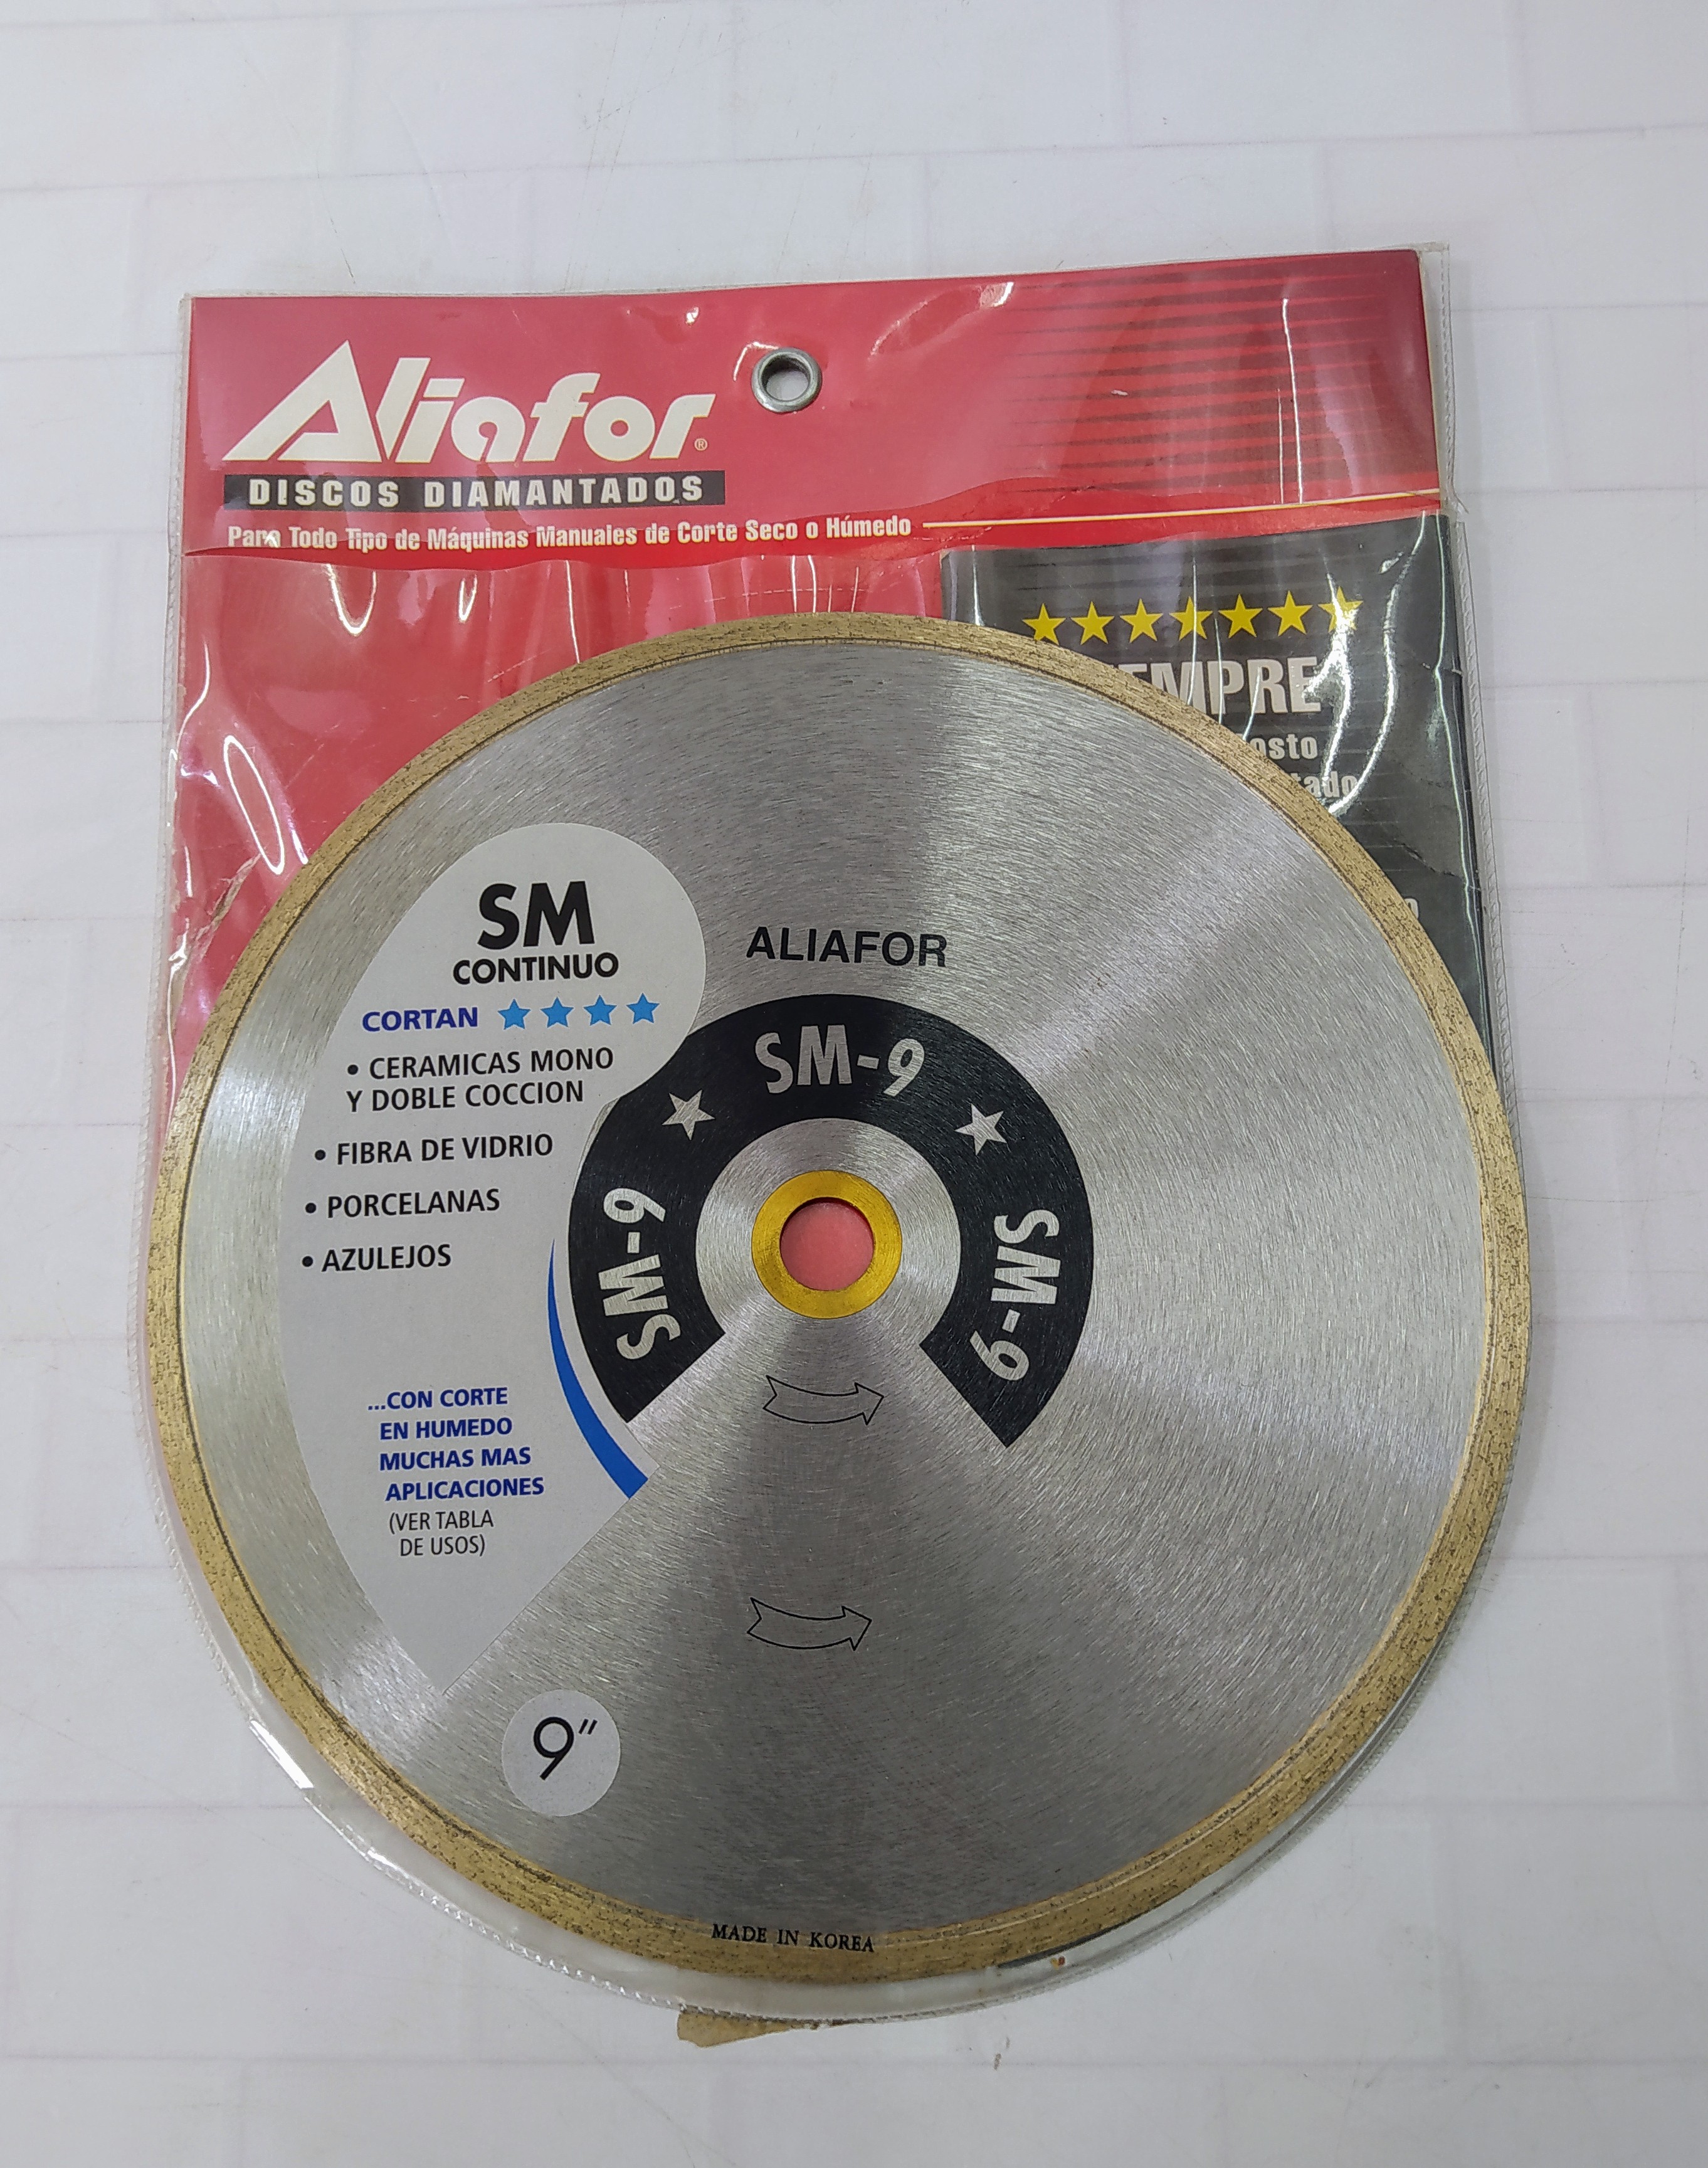 Aliafor®
DISCOS DIAMANTADOS
Para Todo Tipo de Máquinas Manuales de Corte Seco o Húmedo
SM
CONTINUO
CORTAN
• CERAMICAS MONO
Y DOBLE COCCION
• FIBRA DE VIDRIO
• PORCELANAS
• AZULEJOS
...CON CORTE
EN HUMEDO
MUCHAS MAS
APLICACIONES
(VER TABLA
DE USOS)
9"
ALIAFOR
SM-9
SM-9
SM-9
MADE IN KOREA